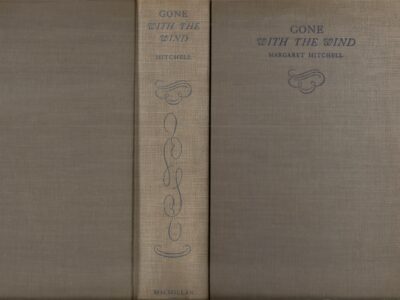 GONE
WITH THE
WIND
MITCHELL
MACMILLAN
GONE
WITH THE WIND
MARGARET MITCHELL